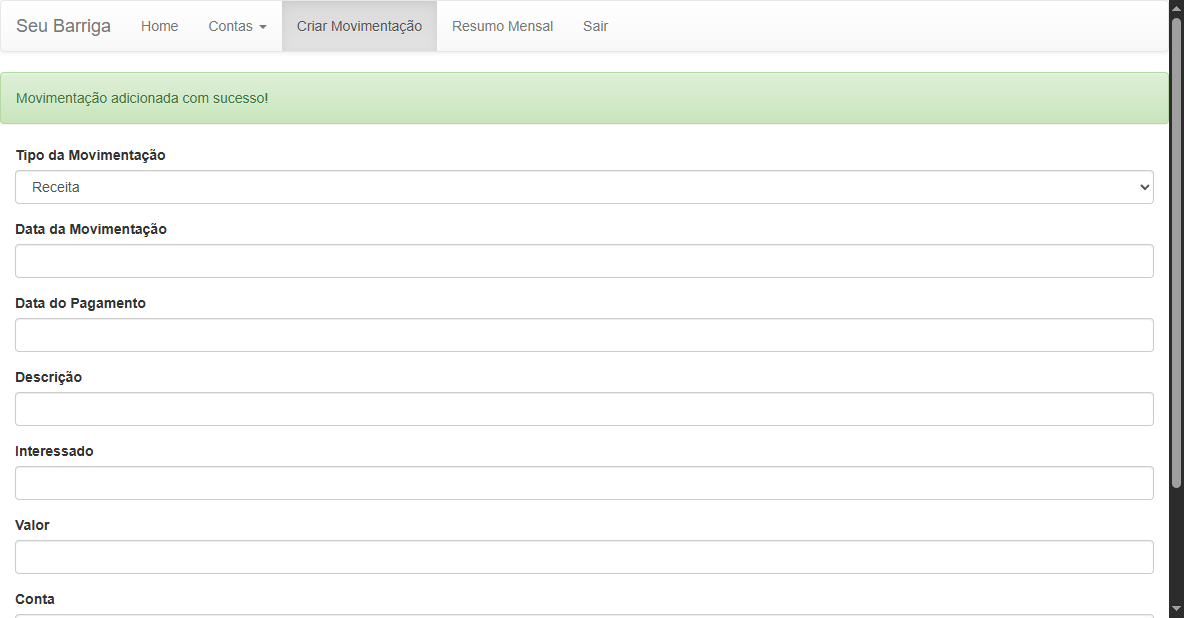 Seu Barriga Home Contas Criar Movimentação Resumo Mensal Sair
Movimentação adicionada com sucesso!
Tipo da Movimentação
Receita
Data da Movimentação
Data do Pagamento
Descrição
Interessado
Valor
Conta